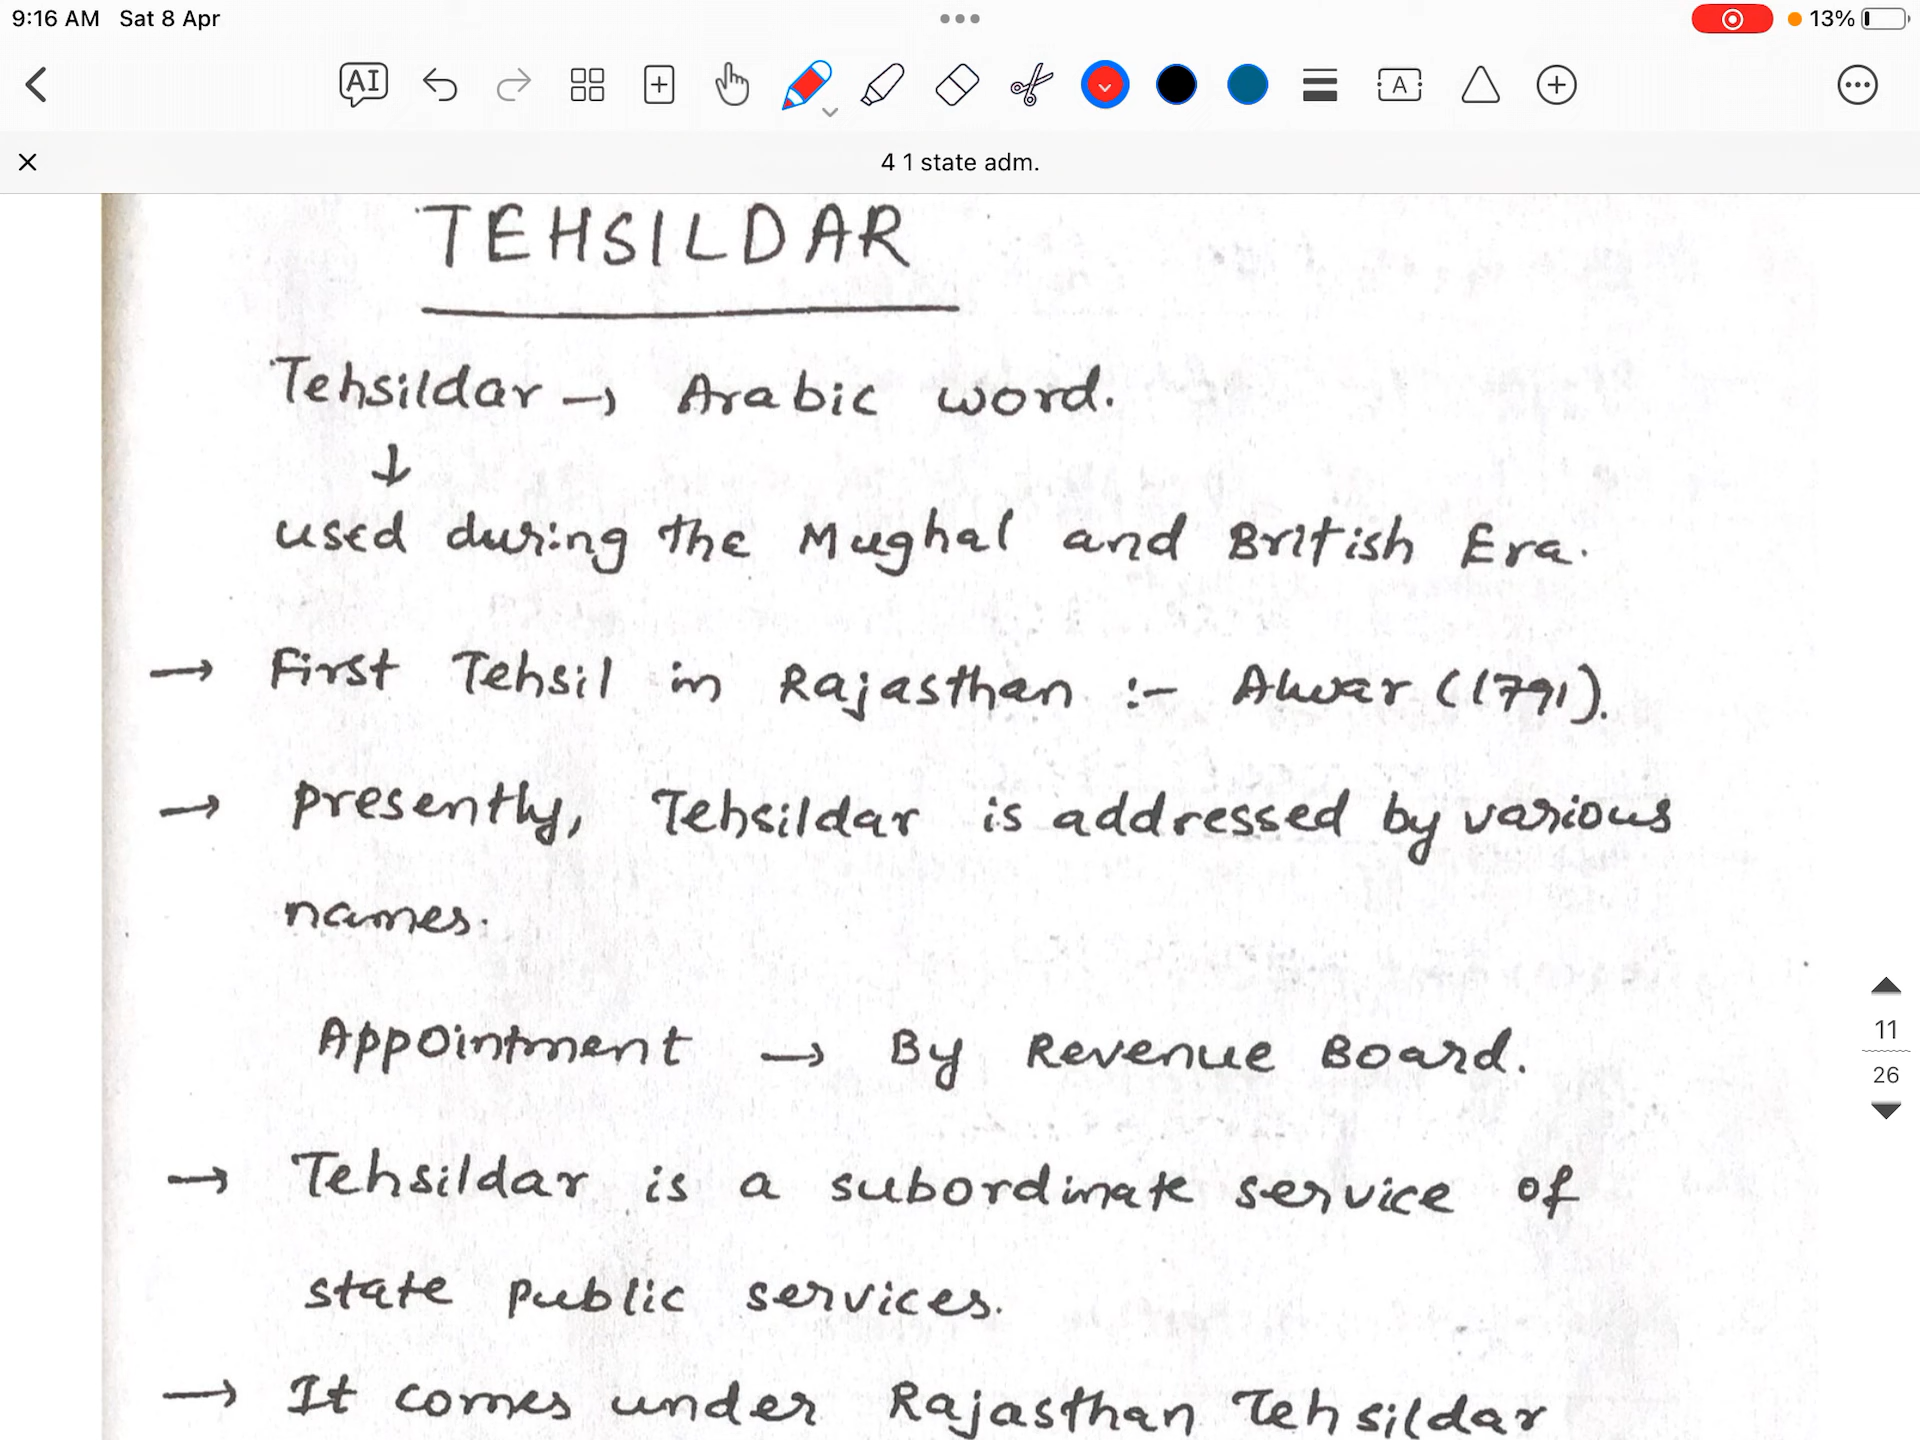 9:16 AM Sat 8 Apr
13%
AI
A
4 1 state adm.
TEHSILDAR
Tehsildar → Arabic word.
↓
used during the Mughal and British Era.
→ First Tehsil in Rajasthan :- Alwar (1791).
→ Presently, Tehsildar is addressed by various
names.
Appointment → By Revenue Board.
→ Tehsildar is a subordinate service of
state public services.
→ It comes under Rajasthan Tehsildar
11
26